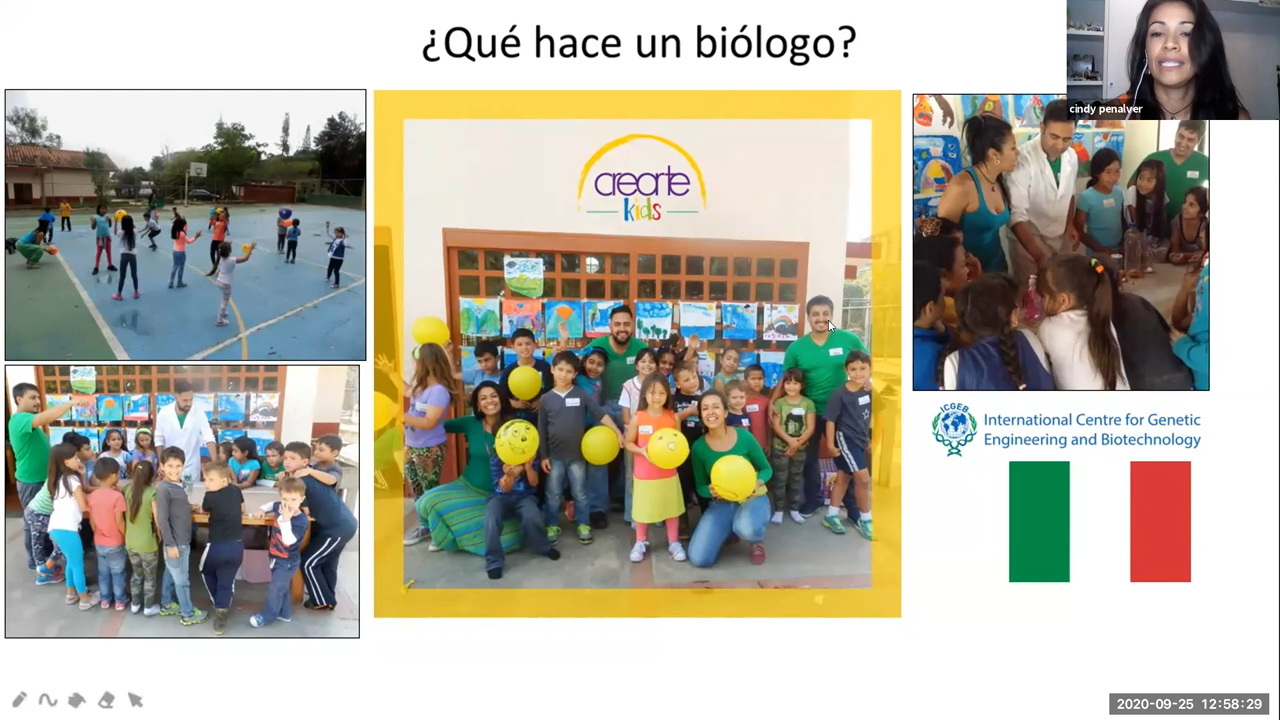 ¿Qué hace un biólogo?
cindy penalver
crearte
kids
ICGEB
International Centre for Genetic
Engineering and Biotechnology
2020-09-25 12:58:29